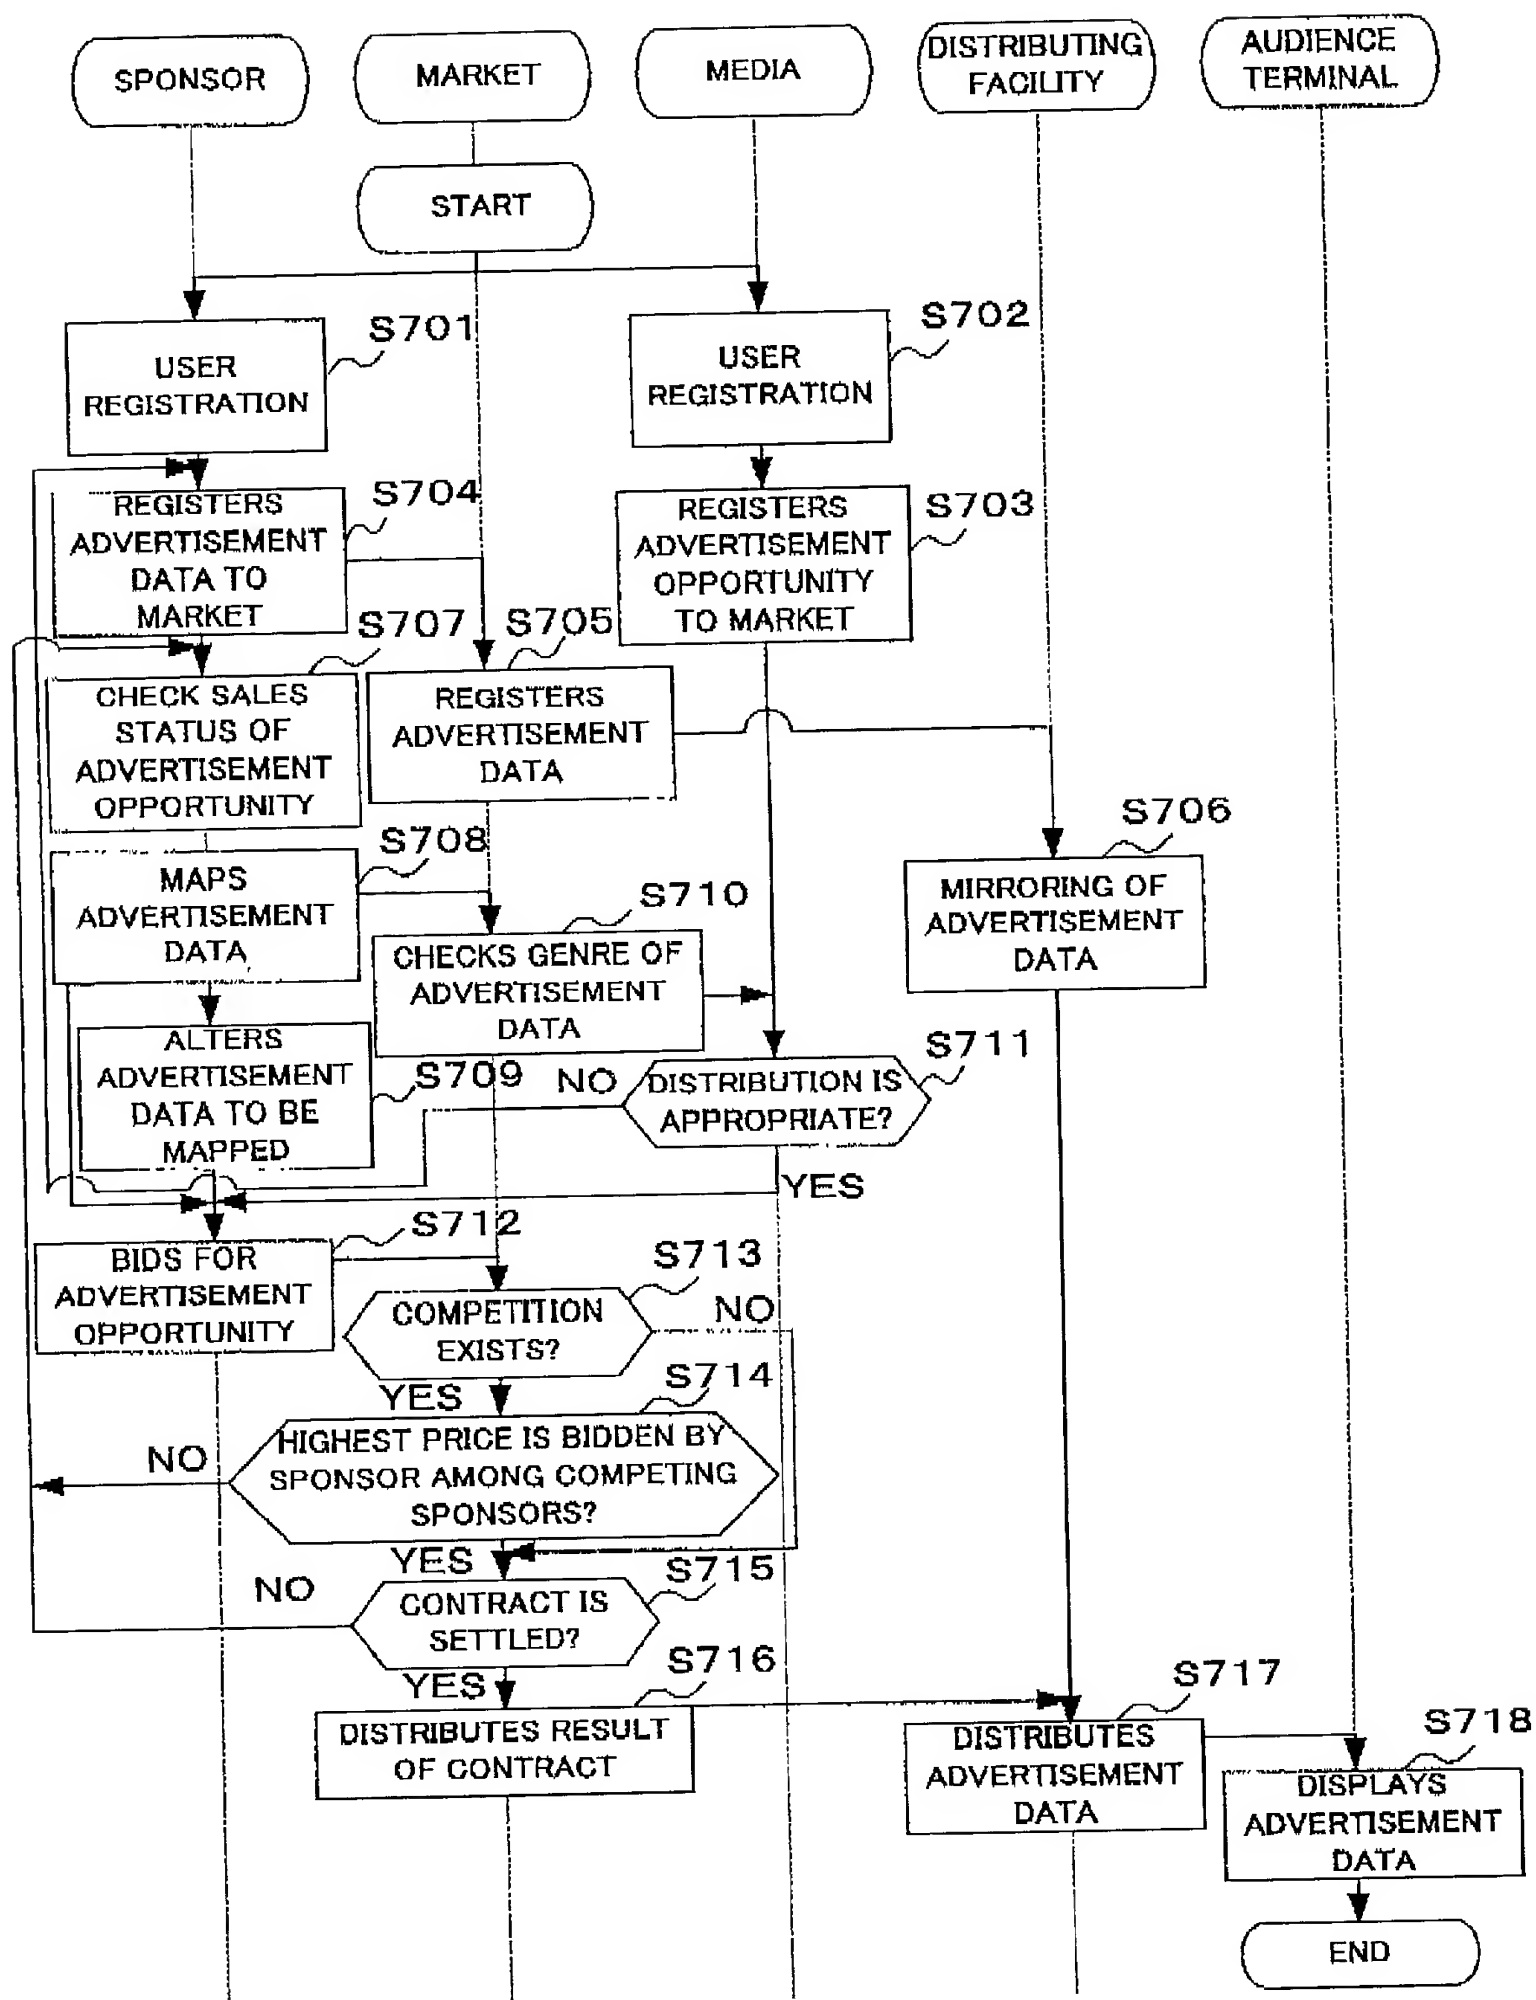 SPONSOR
MARKET
MEDIA
DISTRIBUTING
FACILITY
AUDIENCE
TERMINAL
START
S701
USER
REGISTRATION
S702
USER
REGISTRATION
S704
REGISTERS
ADVERTISEMENT
DATA TO
MARKET
S703
REGISTERS
ADVERTISEMENT
OPPORTUNITY
TO MARKET
S707
CHECK SALES
STATUS OF
ADVERTISEMENT
OPPORTUNITY
S705
REGISTERS
ADVERTISEMENT
DATA
S706
MIRRORING OF
ADVERTISEMENT
DATA
S708
MAPS
ADVERTISEMENT
DATA
S710
CHECKS GENRE OF
ADVERTISEMENT
DATA
S709
ALTERS
ADVERTISEMENT
DATA TO BE
MAPPED
S711
NO
DISTRIBUTION IS
APPROPRIATE?
YES
S712
BIDS FOR
ADVERTISEMENT
OPPORTUNITY
S713
COMPETITION
EXISTS?
NO
YES
S714
HIGHEST PRICE IS BIDDEN BY
SPONSOR AMONG COMPETING
SPONSORS?
NO
YES
S715
CONTRACT IS
SETTLED?
NO
YES
S716
DISTRIBUTES RESULT
OF CONTRACT
S717
DISTRIBUTES
ADVERTISEMENT
DATA
S718
DISPLAYS
ADVERTISEMENT
DATA
END